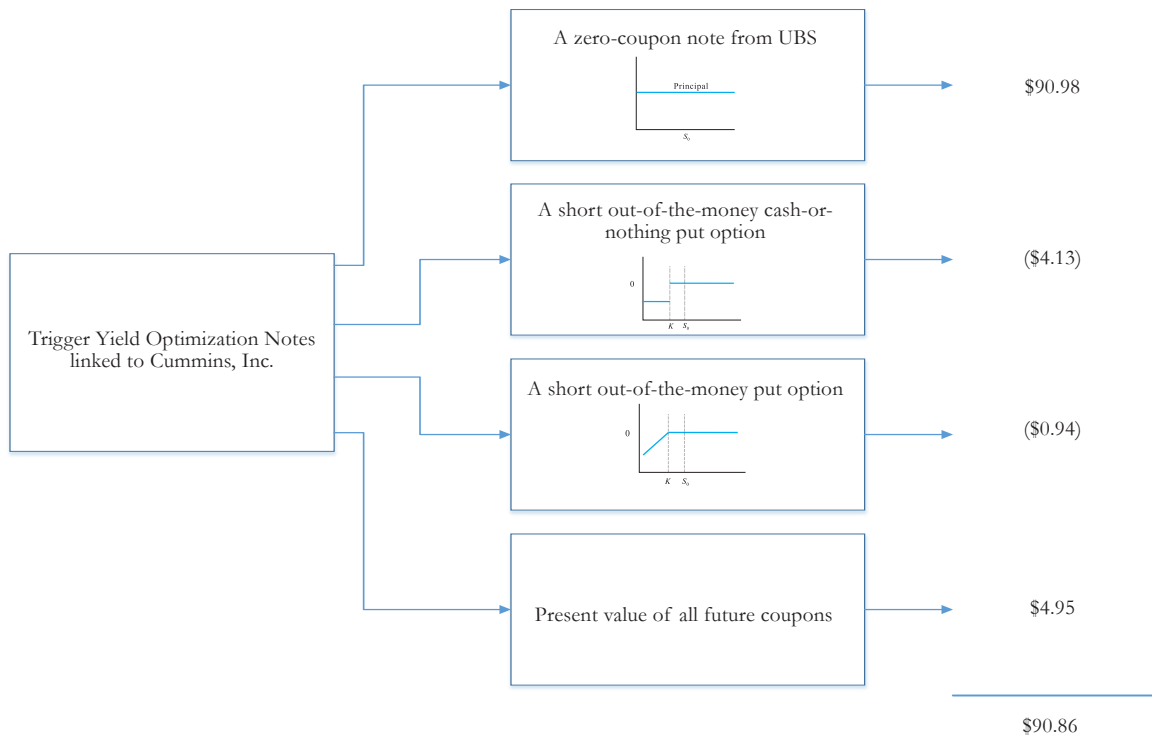 A zero-coupon note from UBS
Principal
S₀
$90.98
A short out-of-the-money cash-or-
nothing put option
0
K S₀
($4.13)
Trigger Yield Optimization Notes
linked to Cummins, Inc.
A short out-of-the-money put option
0
K S₀
($0.94)
Present value of all future coupons
$4.95
$90.86